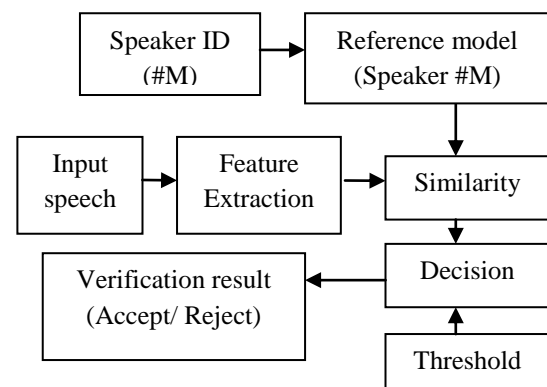 Speaker ID
(#M)
Reference model
(Speaker #M)
Input
speech
Feature
Extraction
Similarity
Verification result
(Accept/ Reject)
Decision
Threshold